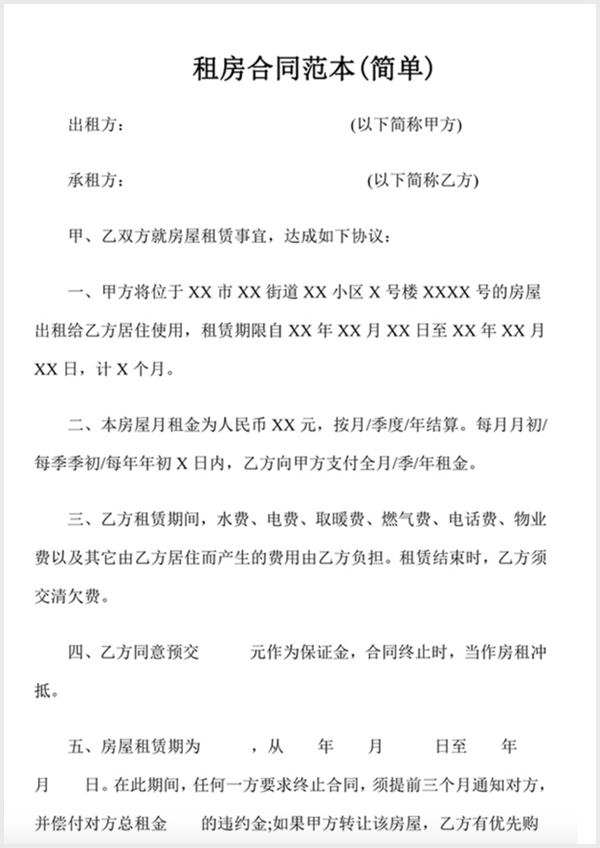 租房合同范本(简单)
出租方： (以下简称甲方)
承租方： (以下简称乙方)
甲、乙双方就房屋租赁事宜，达成如下协议：
一、甲方将位于 XX 市 XX 街道 XX 小区 X 号楼 XXXX 号的房屋
出租给乙方居住使用，租赁期限自 XX 年 XX 月 XX 日至 XX 年 XX 月
XX 日，计 X 个月。
二、本房屋月租金为人民币 XX 元，按月/季度/年结算。每月月初/
每季季初/每年年初 X 日内，乙方向甲方支付全月/季/年租金。
三、乙方租赁期间，水费、电费、取暖费、燃气费、电话费、物业
费以及其它由乙方居住而产生的费用由乙方负担。租赁结束时，乙方须
交清欠费。
四、乙方同意预交 元作为保证金，合同终止时，当作房租冲
抵。
五、房屋租赁期为 ，从 年 月 日至 年
月 日。在此期间，任何一方要求终止合同，须提前三个月通知对方，
并偿付对方总租金 的违约金;如果甲方转让该房屋，乙方有优先购